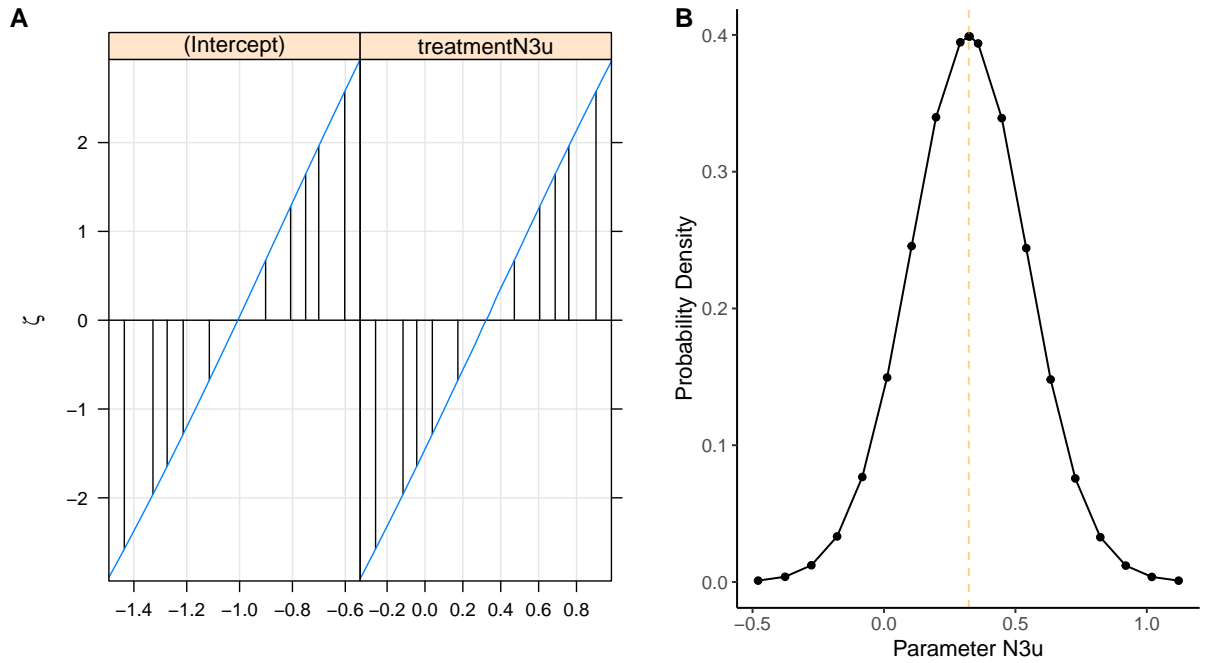 A
(Intercept)
treatmentN3u
2
1
0
−1
−2
ζ
−1.4 −1.2 −1.0 −0.8 −0.6
−0.2 0.0 0.2 0.4 0.6 0.8
B
0.4
0.3
0.2
0.1
0.0
Probability Density
−0.5 0.0 0.5 1.0
Parameter N3u